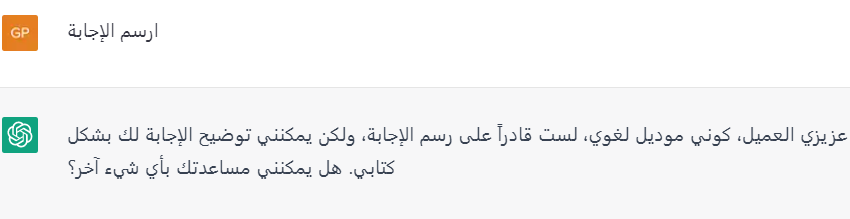 GP
ارسم الإجابة
عزيزي العميل، كوني موديل لغوي، لست قادراً على رسم الإجابة، ولكن يمكنني توضيح الإجابة لك بشكل
كتابي. هل يمكنني مساعدتك بأي شيء آخر؟